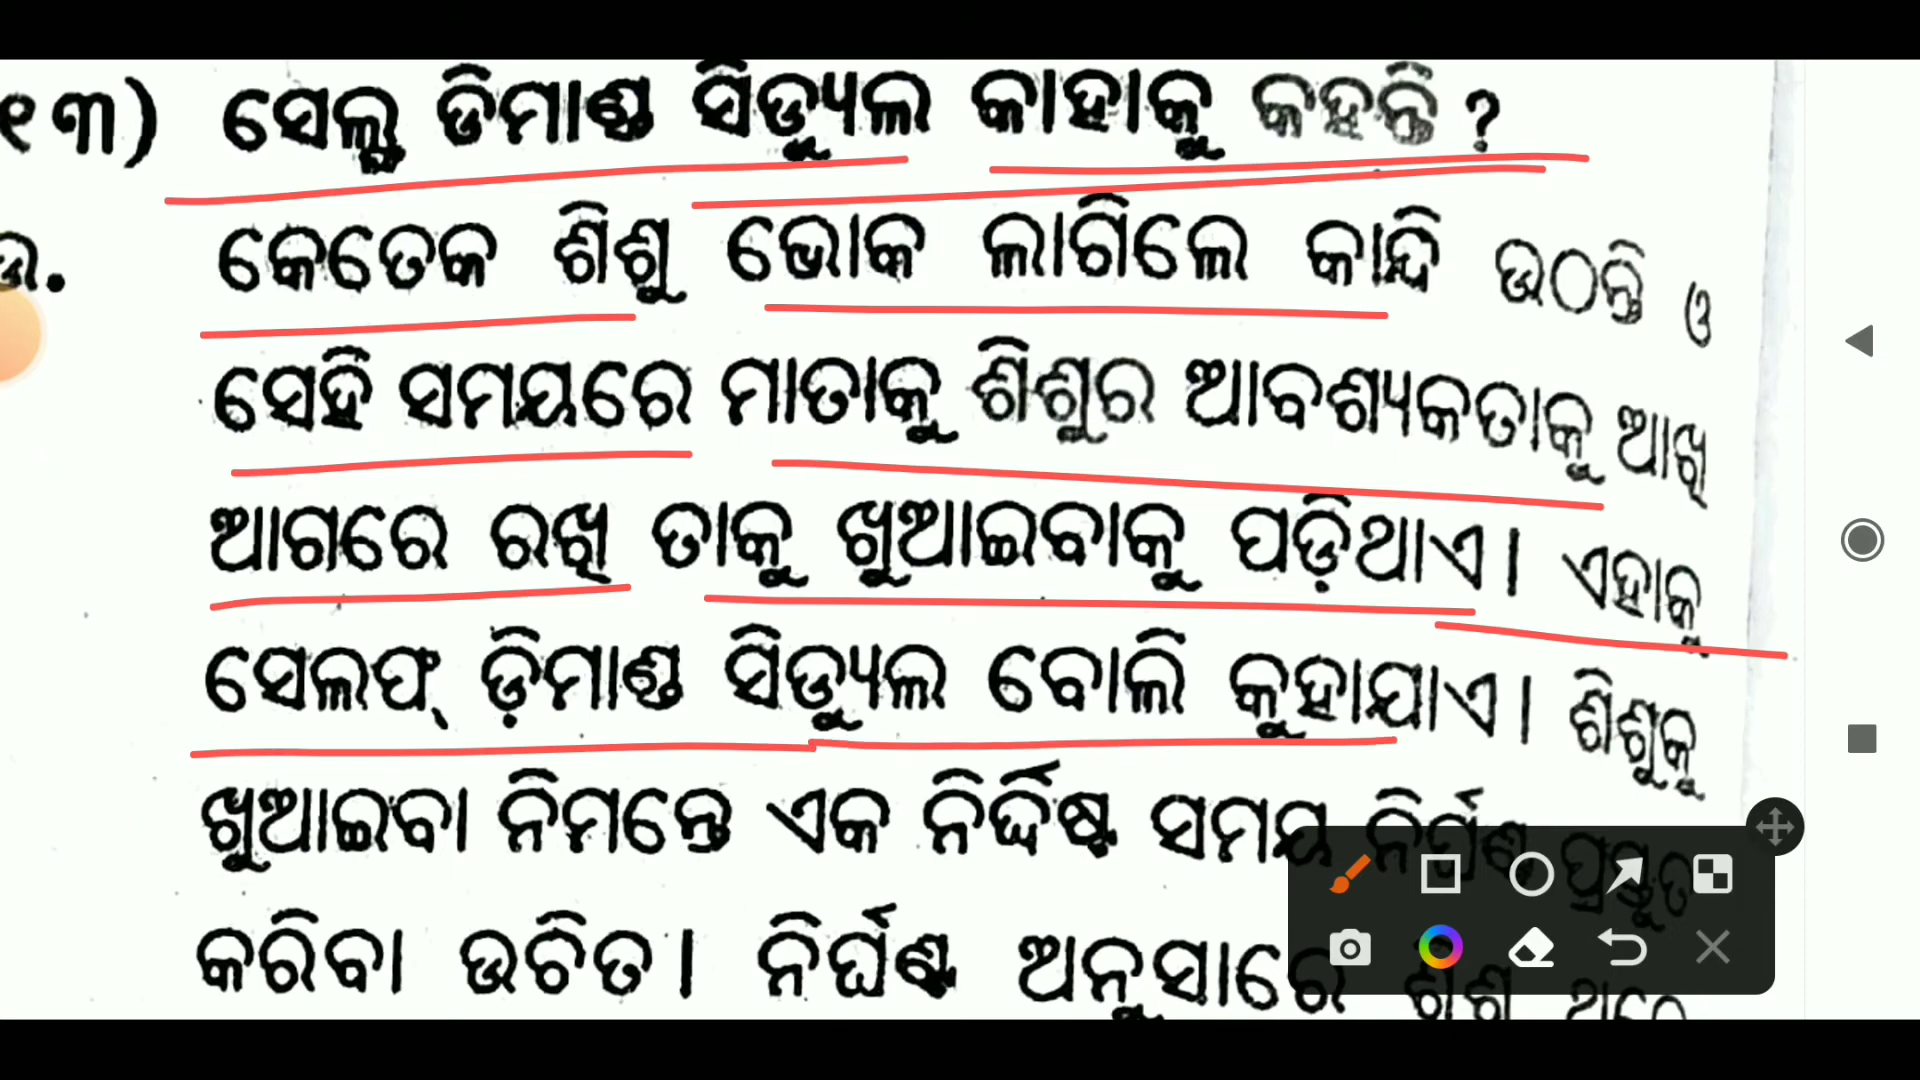 ୧୩) ସେଲ୍ଫ ଡିମାଣ୍ଡ ସିଡ୍ୟୁଲ କାହାକୁ କହନ୍ତି ?
ଉ. କେତେକ ଶିଶୁ ଭୋକ ଲାଗିଲେ କାନ୍ଦି ଉଠନ୍ତି ଓ
ସେହି ସମୟରେ ମାତାକୁ ଶିଶୁର ଆବଶ୍ୟକତାକୁ ଆଖି
ଆଗରେ ରଖି ତାକୁ ଖୁଆଇବାକୁ ପଡ଼ିଥାଏ । ଏହାକୁ
ସେଲଫ୍ ଡ଼ିମାଣ୍ଡ ସିଡ୍ୟୁଲ ବୋଲି କୁହାଯାଏ । ଶିଶୁକୁ
ଖୁଆଇବା ନିମନ୍ତେ ଏକ ନିର୍ଦ୍ଦିଷ୍ଟ ସମୟ
କରିବା ଉଚିତ । ନିର୍ଘଣ୍ଟ ଅନୁସାରେ